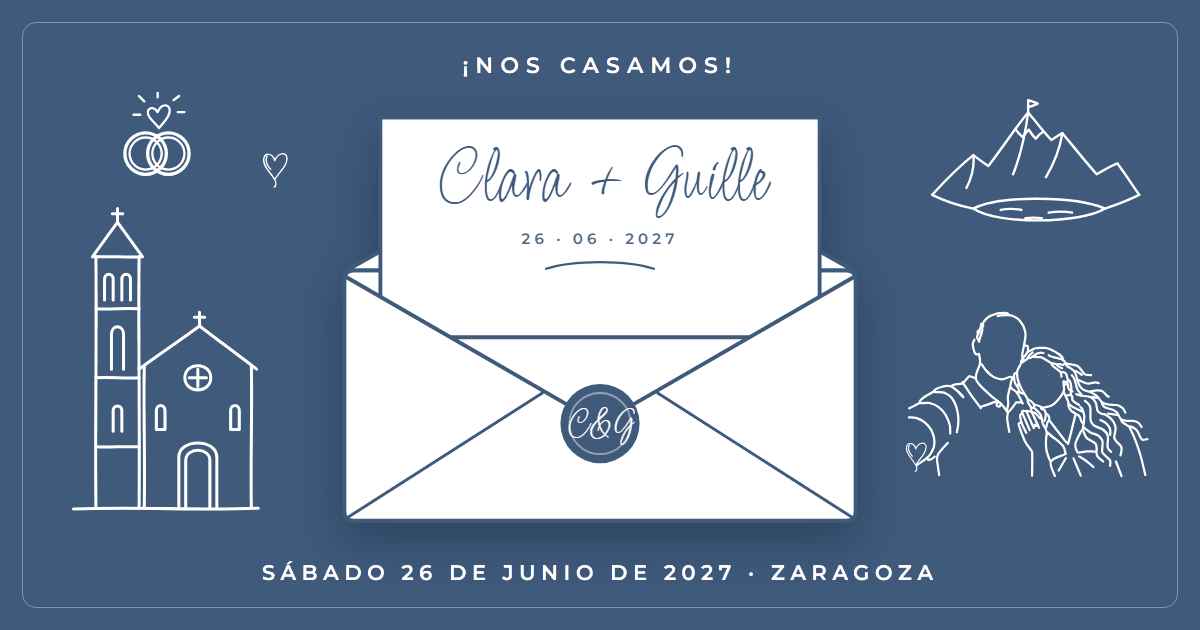 ¡NOS CASAMOS!
Clara + Guille
26 · 06 · 2027
C&G
SÁBADO 26 DE JUNIO DE 2027 · ZARAGOZA